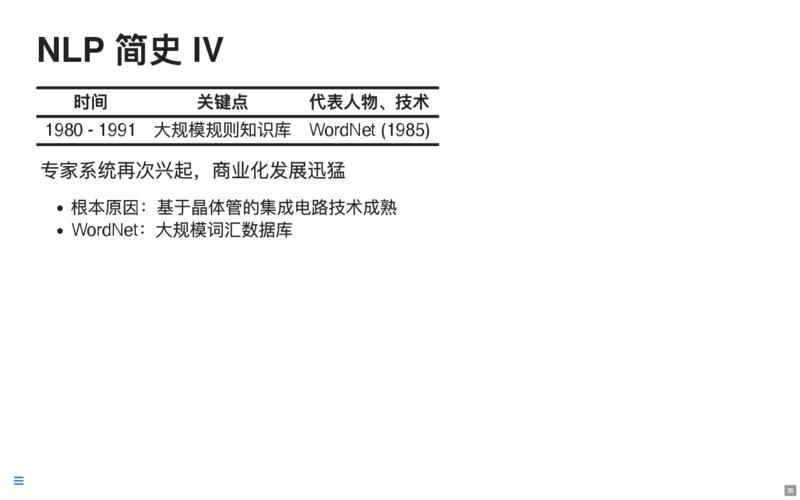 NLP 简史 IV
时间 关键点 代表人物、技术
1980 - 1991 大规模规则知识库 WordNet (1985)
专家系统再次兴起，商业化发展迅猛
• 根本原因：基于晶体管的集成电路技术成熟
• WordNet：大规模词汇数据库